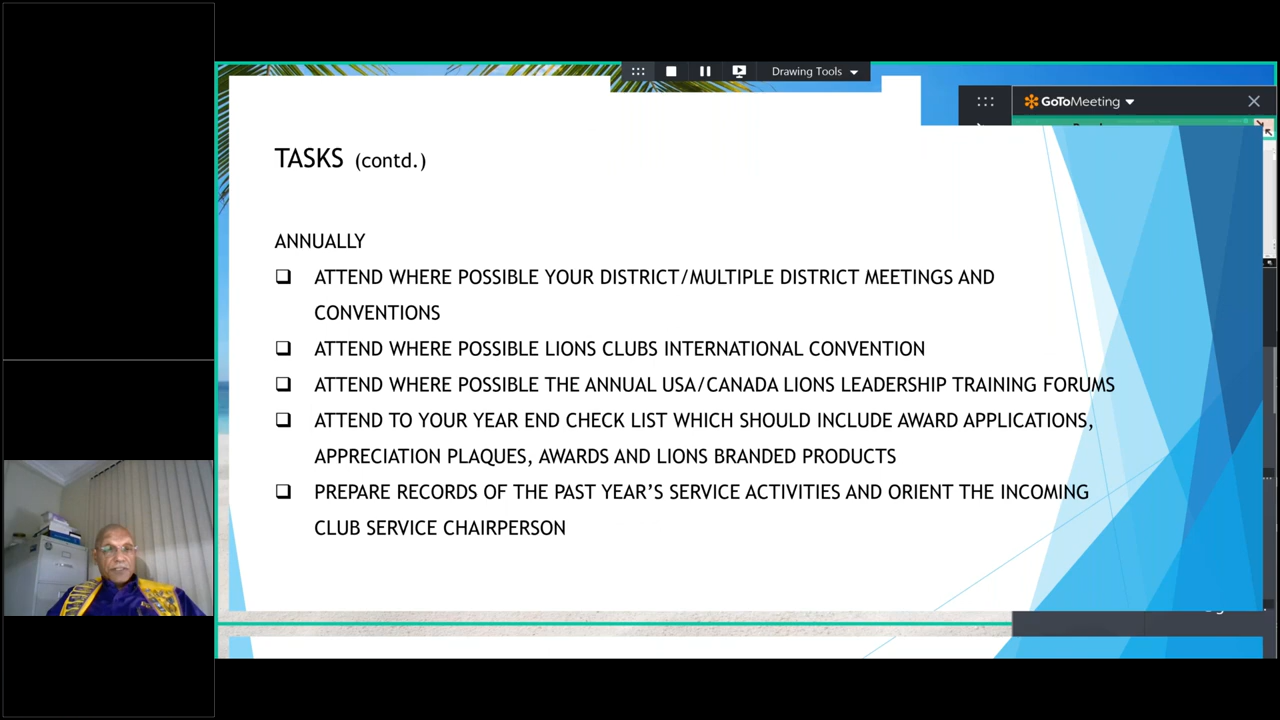 Drawing Tools
GoToMeeting
TASKS (contd.)
ANNUALLY
ATTEND WHERE POSSIBLE YOUR DISTRICT/MULTIPLE DISTRICT MEETINGS AND
CONVENTIONS
ATTEND WHERE POSSIBLE LIONS CLUBS INTERNATIONAL CONVENTION
ATTEND WHERE POSSIBLE THE ANNUAL USA/CANADA LIONS LEADERSHIP TRAINING FORUMS
ATTEND TO YOUR YEAR END CHECK LIST WHICH SHOULD INCLUDE AWARD APPLICATIONS,
APPRECIATION PLAQUES, AWARDS AND LIONS BRANDED PRODUCTS
PREPARE RECORDS OF THE PAST YEAR’S SERVICE ACTIVITIES AND ORIENT THE INCOMING
CLUB SERVICE CHAIRPERSON